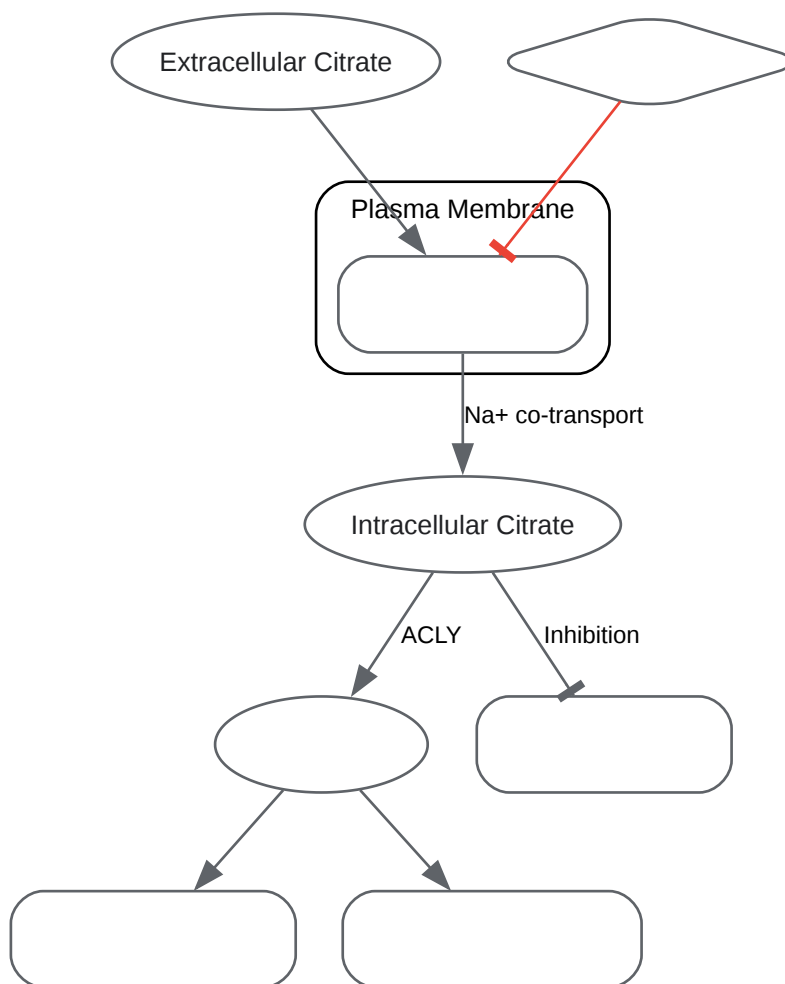 Extracellular Citrate
Plasma Membrane
Na+ co-transport
Intracellular Citrate
ACLY
Inhibition